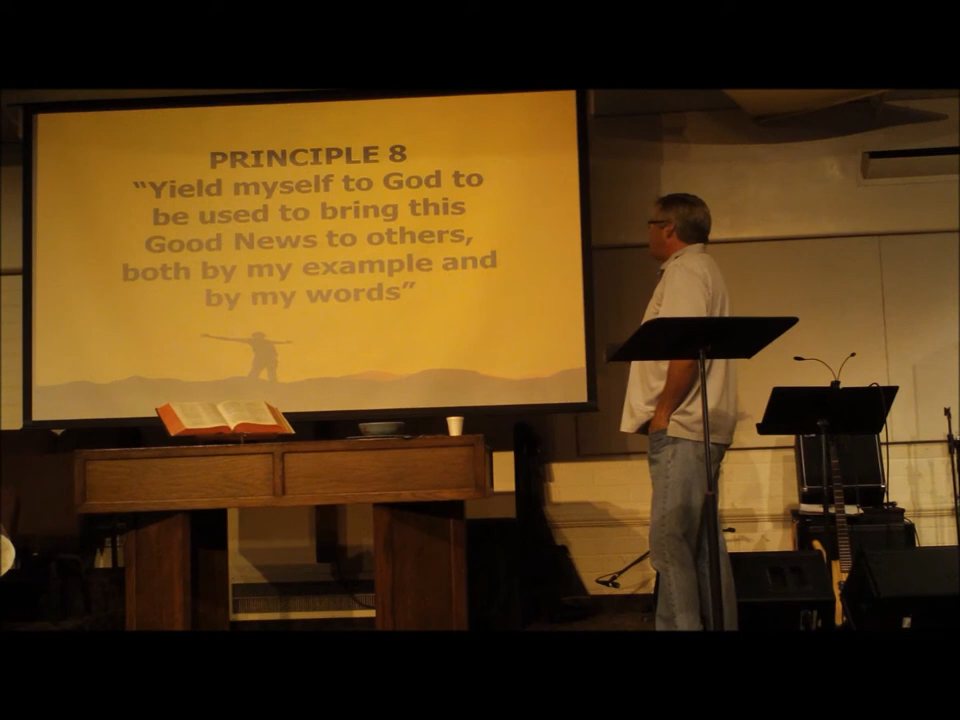 PRINCIPLE 8
“Yield myself to God to
be used to bring this
Good News to others,
both by my example and
by my words”